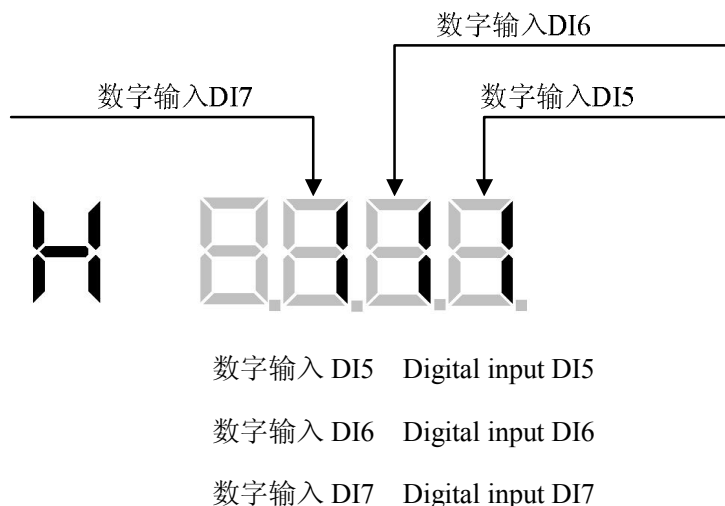 数字输入DI6
数字输入DI7
数字输入DI5
H 111
数字输入 DI5 Digital input DI5
数字输入 DI6 Digital input DI6
数字输入 DI7 Digital input DI7